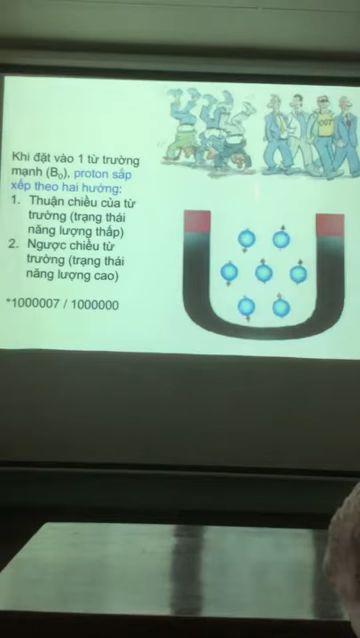 Khi đặt vào 1 từ trường
mạnh (B₀), proton sắp
xếp theo hai hướng:
1. Thuận chiều của từ
trường (trạng thái
năng lượng thấp)
2. Ngược chiều từ
trường (trạng thái
năng lượng cao)
*1000007 / 1000000